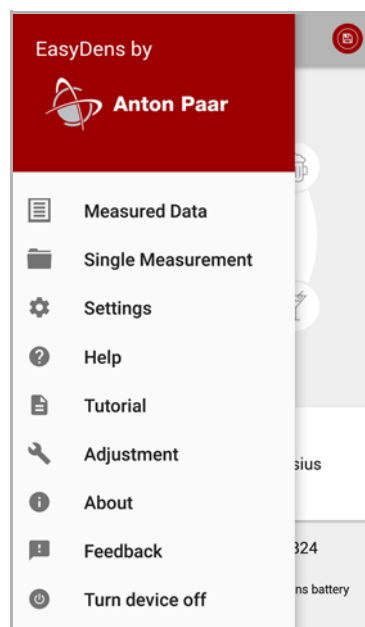 EasyDens by
Anton Paar
Measured Data
Single Measurement
Settings
Help
Tutorial
Adjustment
sius
About
324
Feedback
ns battery
Turn device off